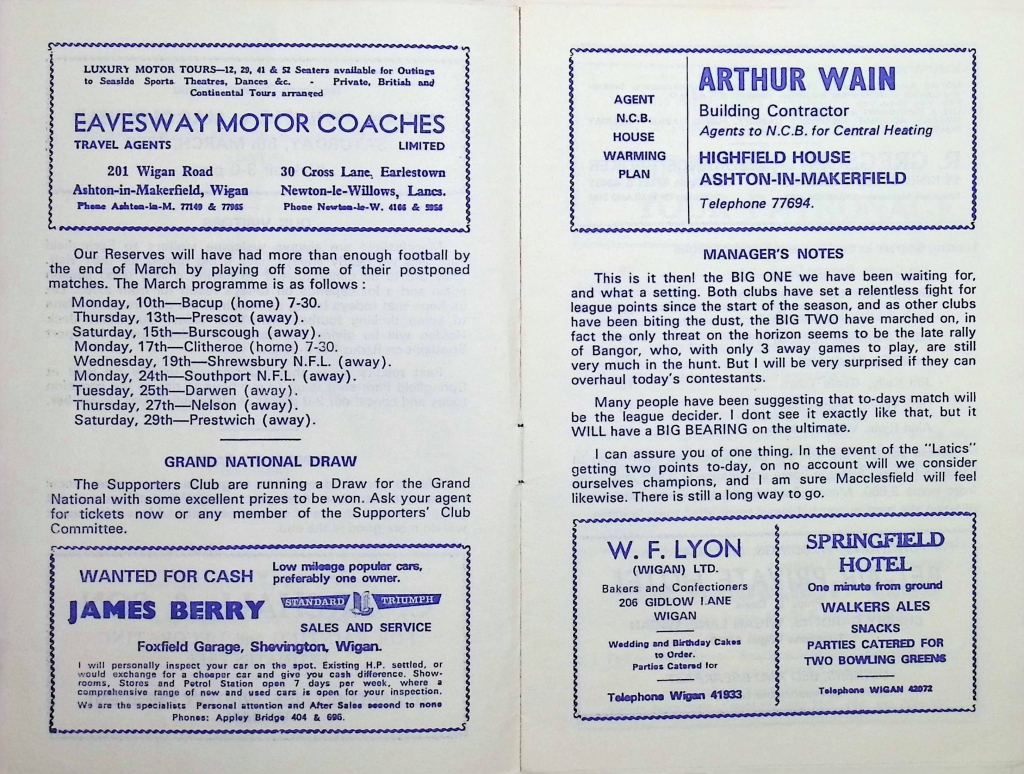 LUXURY MOTOR TOURS—12, 29, 41 & 52 Seaters available for Outings
to Seaside Sports Theatres, Dances &c. - Private, British and
Continental Tours arranged
EAVESWAY MOTOR COACHES
TRAVEL AGENTS LIMITED
201 Wigan Road 30 Cross Lane, Earlestown
Ashton-in-Makerfield, Wigan Newton-le-Willows, Lancs.
Phone Ashton-in-M. 77149 & 77965 Phone Newton-le-W. 4166 & 5956
Our Reserves will have had more than enough football by
the end of March by playing off some of their postponed
matches. The March programme is as follows :
Monday, 10th—Bacup (home) 7-30.
Thursday, 13th—Prescot (away).
Saturday, 15th—Burscough (away).
Monday, 17th—Clitheroe (home) 7-30.
Wednesday, 19th—Shrewsbury N.F.L. (away).
Monday, 24th—Southport N.F.L. (away).
Tuesday, 25th—Darwen (away).
Thursday, 27th—Nelson (away).
Saturday, 29th—Prestwich (away).
GRAND NATIONAL DRAW
The Supporters Club are running a Draw for the Grand
National with some excellent prizes to be won. Ask your agent
for tickets now or any member of the Supporters' Club
Committee.
WANTED FOR CASH Low mileage popular cars,
preferably one owner.
JAMES BERRY STANDARD TRIUMPH
SALES AND SERVICE
Foxfield Garage, Shevington, Wigan.
I will personally inspect your car on the spot. Existing H.P. settled, or
would exchange for a cheaper car and give you cash difference. Show-
rooms, Stores and Petrol Station open 7 days per week, where a
comprehensive range of new and used cars is open for your inspection.
We are the specialists Personal attention and After Sales second to none
Phones: Appley Bridge 404 & 696.
AGENT
N.C.B.
HOUSE
WARMING
PLAN
ARTHUR WAIN
Building Contractor
Agents to N.C.B. for Central Heating
HIGHFIELD HOUSE
ASHTON-IN-MAKERFIELD
Telephone 77694.
MANAGER'S NOTES
This is it then! the BIG ONE we have been waiting for,
and what a setting. Both clubs have set a relentless fight for
league points since the start of the season, and as other clubs
have been biting the dust, the BIG TWO have marched on, in
fact the only threat on the horizon seems to be the late rally
of Bangor, who, with only 3 away games to play, are still
very much in the hunt. But I will be very surprised if they can
overhaul today's contestants.
Many people have been suggesting that to-days match will
be the league decider. I dont see it exactly like that, but it
WILL have a BIG BEARING on the ultimate.
I can assure you of one thing. In the event of the "Latics"
getting two points to-day, on no account will we consider
ourselves champions, and I am sure Macclesfield will feel
likewise. There is still a long way to go.
W. F. LYON
(WIGAN) LTD.
Bakers and Confectioners
206 GIDLOW LANE
WIGAN
Wedding and Birthday Cakes
to Order.
Parties Catered for
Telephone Wigan 41933
SPRINGFIELD
HOTEL
One minute from ground
WALKERS ALES
SNACKS
PARTIES CATERED FOR
TWO BOWLING GREENS
Telephone WIGAN 42072